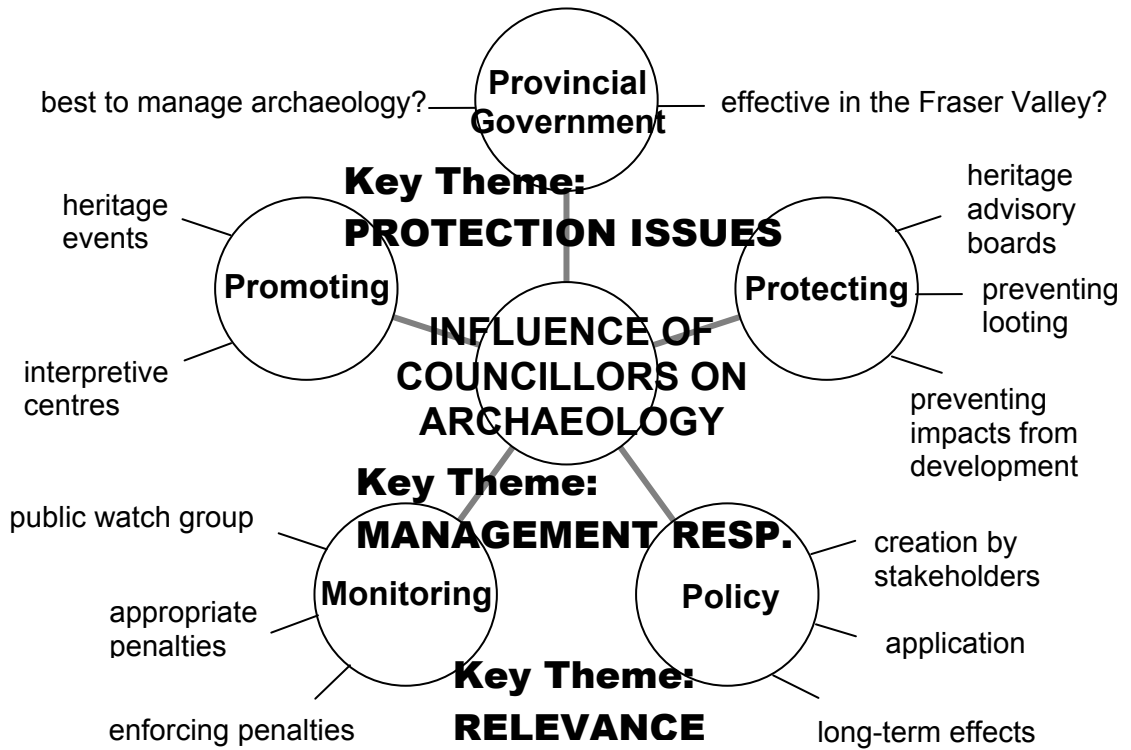 Provincial
Government
best to manage archaeology?
effective in the Fraser Valley?
Key Theme:
PROTECTION ISSUES
heritage
events
Promoting
interpretive
centres
heritage
advisory
boards
Protecting
preventing
looting
preventing
impacts from
development
INFLUENCE OF
COUNCILLORS ON
ARCHAEOLOGY
Key Theme:
MANAGEMENT RESP.
public watch group
Monitoring
appropriate
penalties
enforcing penalties
Policy
creation by
stakeholders
application
long-term effects
Key Theme:
RELEVANCE